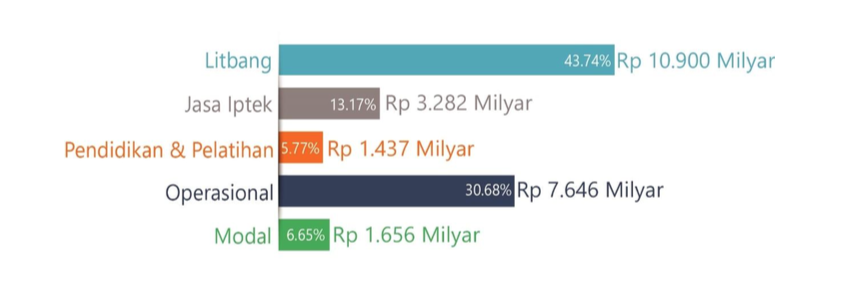 Litbang 43.74% Rp 10.900 Milyar
Jasa Iptek 13.17% Rp 3.282 Milyar
Pendidikan & Pelatihan 5.77% Rp 1.437 Milyar
Operasional 30.68% Rp 7.646 Milyar
Modal 6.65% Rp 1.656 Milyar